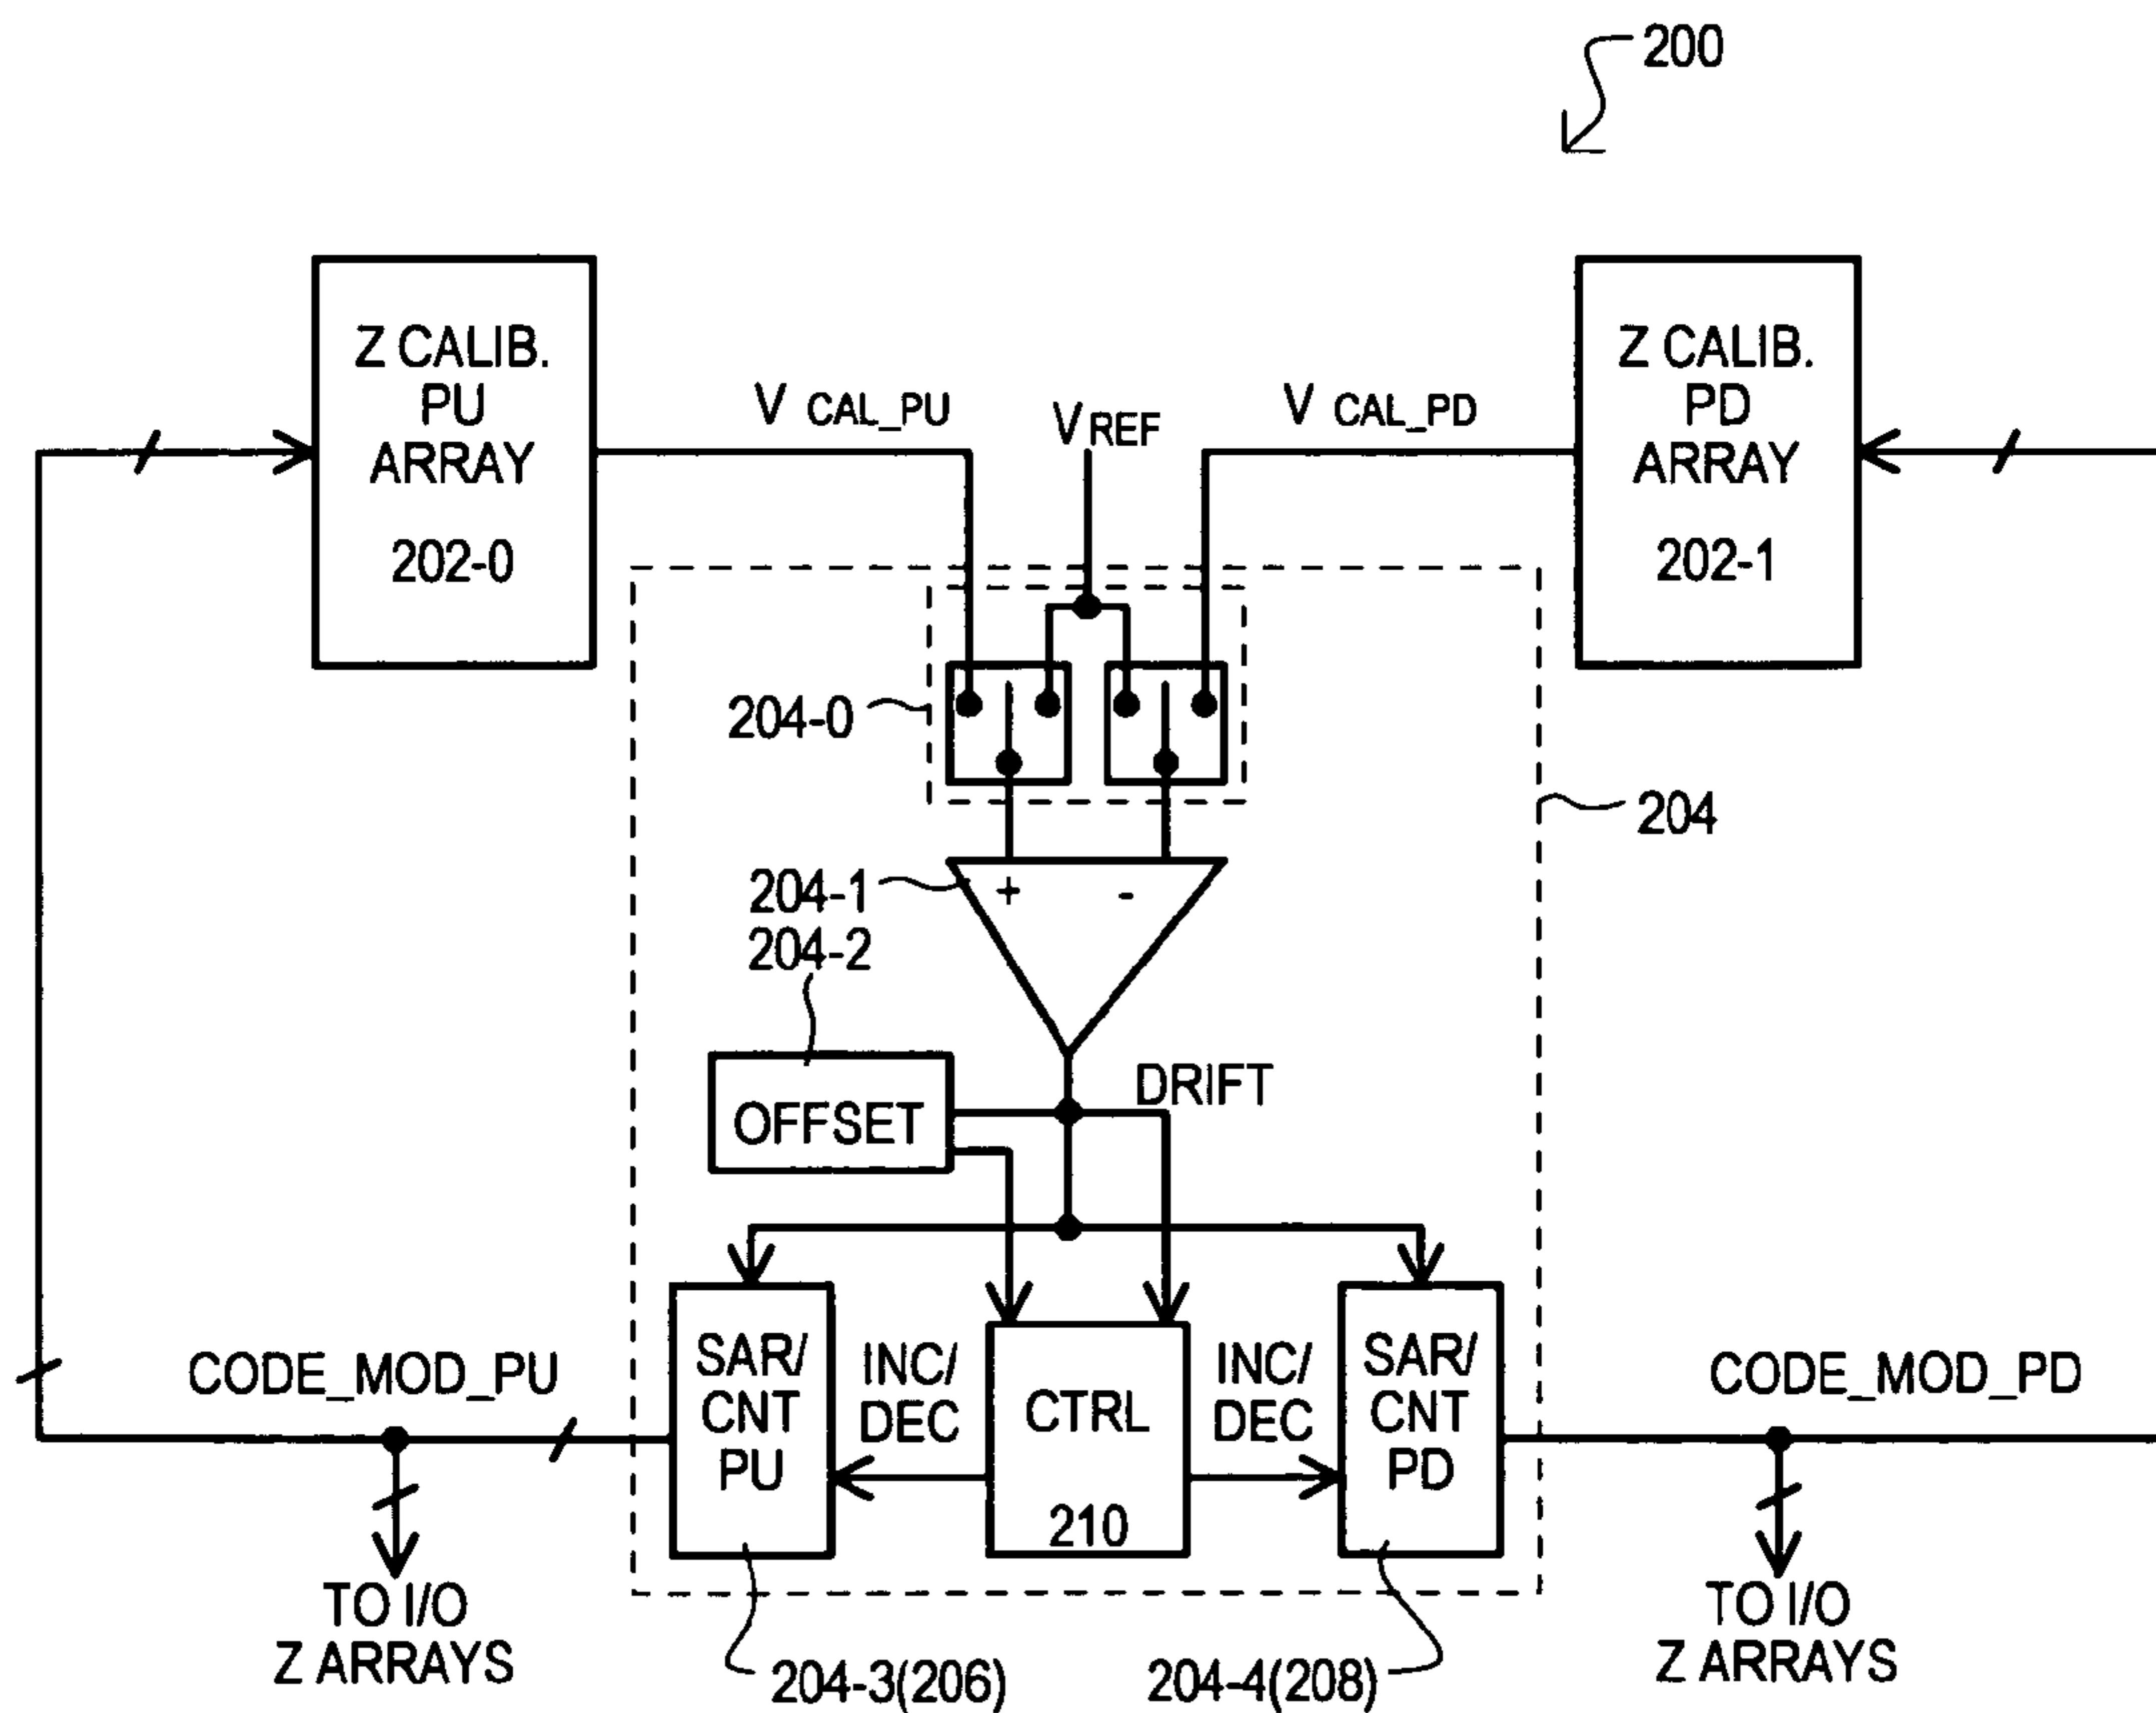 200
Z CALIB.
PU
ARRAY
202-0
V CAL_PU
VREF
V CAL_PD
Z CALIB.
PD
ARRAY
202-1
204-0
204
204-1
204-2
+
-
OFFSET
DRIFT
CODE_MOD_PU
SAR/
CNT
PU
INC/
DEC
CTRL
210
INC/
DEC
SAR/
CNT
PD
CODE_MOD_PD
TO I/O
Z ARRAYS
204-3(206)
204-4(208)
TO I/O
Z ARRAYS